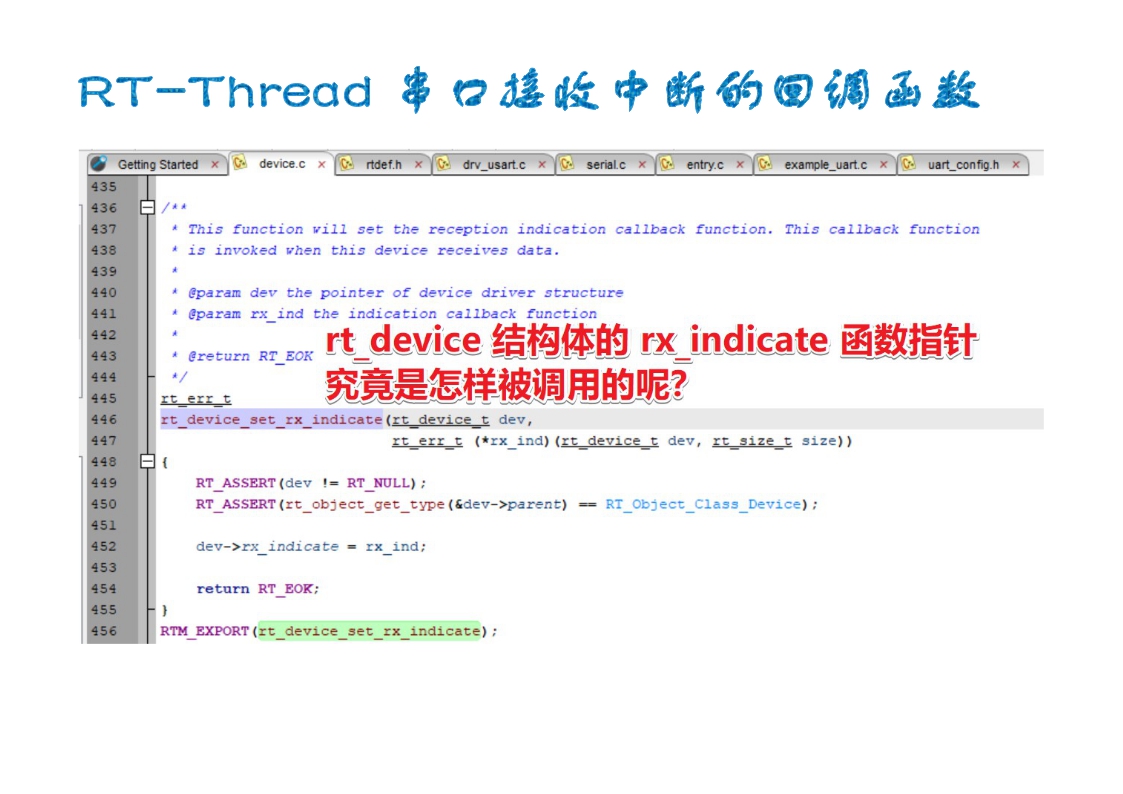 RT-Thread 串口接收中断的回调函数
Getting Started × device.c × rtdef.h × drv_usart.c × serial.c × entry.c × example_uart.c × uart_config.h ×
435
436 /**
437 * This function will set the reception indication callback function. This callback function
438 * is invoked when this device receives data.
439 *
440 * @param dev the pointer of device driver structure
441 * @param rx_ind the indication callback function
442 *
443 * @return RT_EOK
rt_device 结构体的 rx_indicate 函数指针
究竟是怎样被调用的呢?
444 */
445 rt_err_t
446 rt_device_set_rx_indicate(rt_device_t dev,
447 rt_err_t (*rx_ind)(rt_device_t dev, rt_size_t size))
448 {
449 RT_ASSERT(dev != RT_NULL);
450 RT_ASSERT(rt_object_get_type(&dev->parent) == RT_Object_Class_Device);
451
452 dev->rx_indicate = rx_ind;
453
454 return RT_EOK;
455 }
456 RTM_EXPORT(rt_device_set_rx_indicate);